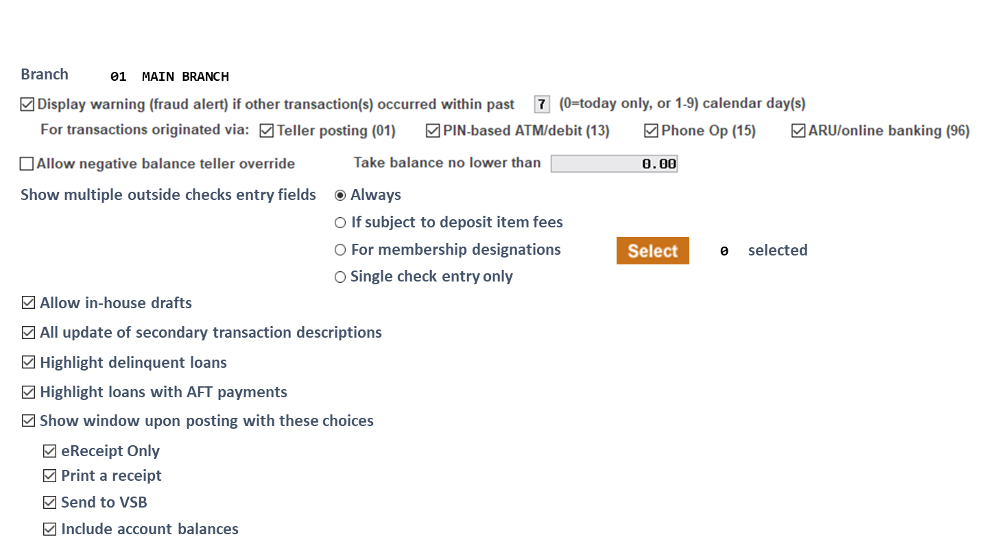 Branch 01 MAIN BRANCH
Display warning (fraud alert) if other transaction(s) occurred within past 7 (0=today only, or 1-9) calendar day(s)
For transactions originated via: Teller posting (01) PIN-based ATM/debit (13) Phone Op (15) ARU/online banking (96)
Allow negative balance teller override Take balance no lower than 0.00
Show multiple outside checks entry fields Always
If subject to deposit item fees
For membership designations Select 0 selected
Single check entry only
Allow in-house drafts
All update of secondary transaction descriptions
Highlight delinquent loans
Highlight loans with AFT payments
Show window upon posting with these choices
eReceipt Only
Print a receipt
Send to VSB
Include account balances